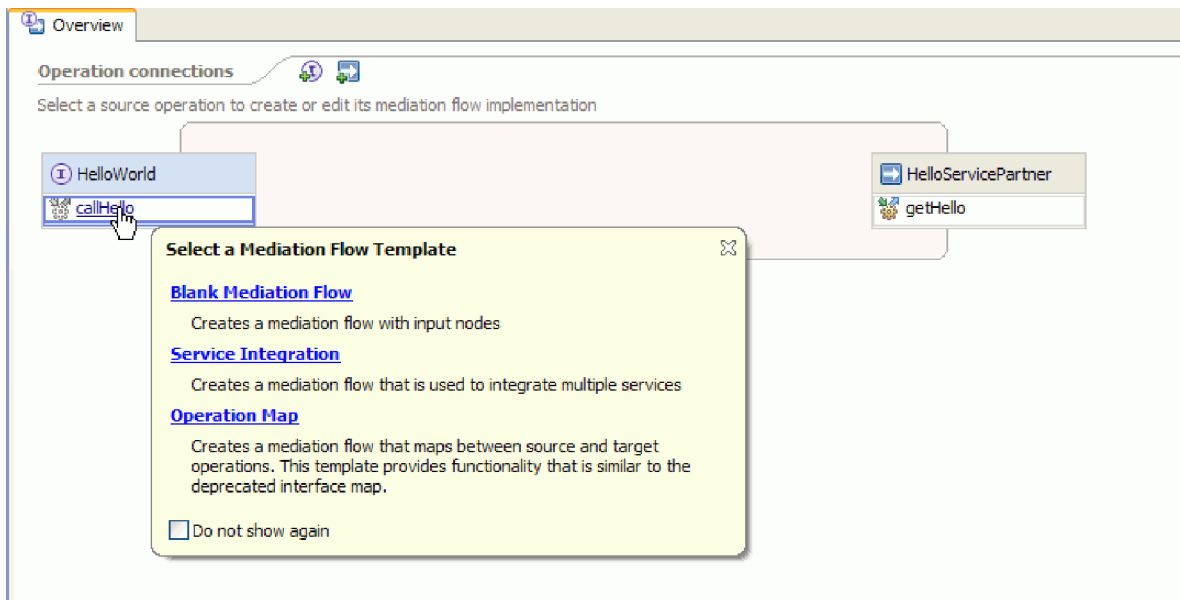 Overview
Operation connections
Select a source operation to create or edit its mediation flow implementation
HelloWorld
HelloServicePartner
callHello
getHello
Select a Mediation Flow Template
Blank Mediation Flow
Creates a mediation flow with input nodes
Service Integration
Creates a mediation flow that is used to integrate multiple services
Operation Map
Creates a mediation flow that maps between source and target
operations. This template provides functionality that is similar to the
deprecated interface map.
Do not show again